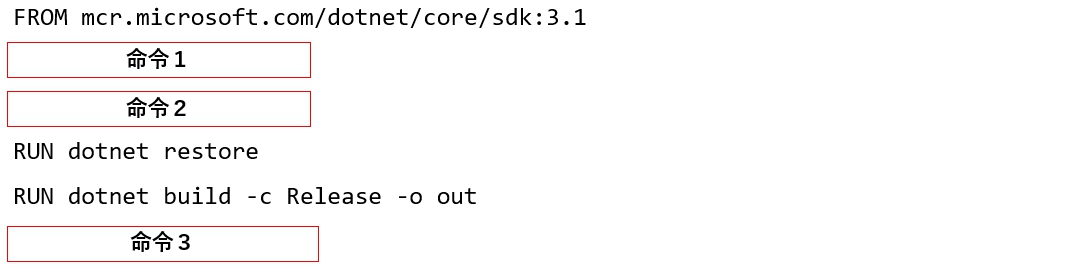 FROM mcr.microsoft.com/dotnet/core/sdk:3.1
命令１
命令２
RUN dotnet restore
RUN dotnet build -c Release -o out
命令３